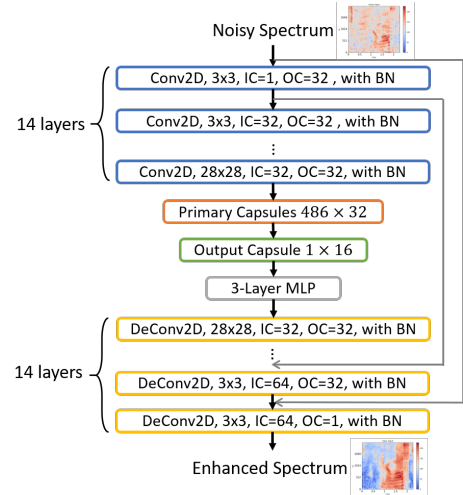 Noisy Spectrum
Conv2D, 3x3, IC=1, OC=32 , with BN
14 layers
Conv2D, 3x3, IC=32, OC=32 , with BN
⋮
Conv2D, 28x28, IC=32, OC=32, with BN
Primary Capsules 486 × 32
Output Capsule 1 × 16
3-Layer MLP
DeConv2D, 28x28, IC=32, OC=32, with BN
⋮
14 layers
DeConv2D, 3x3, IC=64, OC=32, with BN
DeConv2D, 3x3, IC=64, OC=1, with BN
Enhanced Spectrum